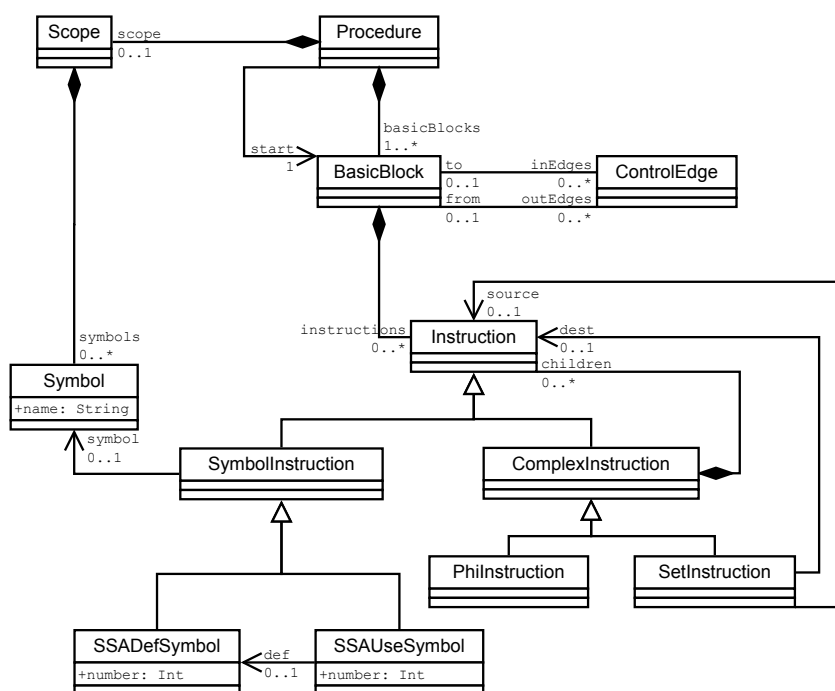 Scope
Procedure
scope
0..1
basicBlocks
1..*
start
1
BasicBlock
to
0..1
inEdges
0..*
ControlEdge
from
0..1
outEdges
0..*
source
0..1
instructions
0..*
Instruction
dest
0..1
children
0..*
symbols
0..*
Symbol
+name: String
symbol
0..1
SymbolInstruction
ComplexInstruction
PhiInstruction
SetInstruction
SSADefSymbol
+number: Int
def
0..1
SSAUseSymbol
+number: Int